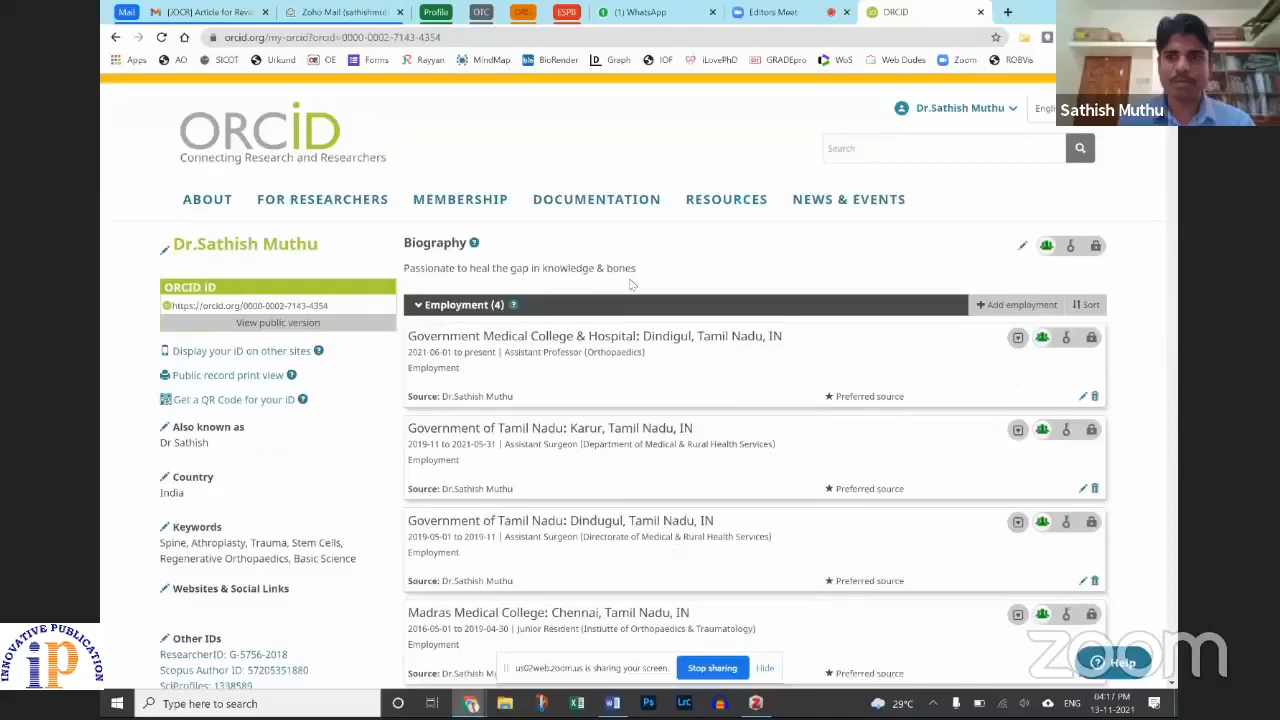 Mail
[JOOR] Article for Review
Zoho Mail (sathishmuli
Profile
OTC
ORC
ESPB
(1) WhatsApp
Editors Meet
ORCID
orcid.org/my-orcid?orcid=0000-0002-7143-4354
Apps
AO
SICOT
Urkund
OE
Forms
Rayyan
MindMap
BioRender
Graph
IOF
iLovePhD
GRADEpro
WoS
Web Dudes
Zoom
ROBVis
Sathish Muthu
ORCID
Connecting Research and Researchers
Dr.Sathish Muthu
Engli
Search
ABOUT
FOR RESEARCHERS
MEMBERSHIP
DOCUMENTATION
RESOURCES
NEWS & EVENTS
Dr.Sathish Muthu
ORCID iD
https://orcid.org/0000-0002-7143-4354
View public version
Display your iD on other sites
Public record print view
Get a QR Code for your iD
Also known as
Dr Sathish
Country
India
Keywords
Spine, Athroplasty, Trauma, Stem Cells,
Regenerative Orthopaedics, Basic Science
Websites & Social Links
Other IDs
ResearcherID: G-5756-2018
Scopus Author ID: 57205351880
SciProfiles: 1338589
Biography
Passionate to heal the gap in knowledge & bones
Employment (4)
Add employment
Sort
Government Medical College & Hospital: Dindigul, Tamil Nadu, IN
2021-06-01 to present | Assistant Professor (Orthopaedics)
Employment
Source: Dr.Sathish Muthu
Preferred source
Government of Tamil Nadu: Karur, Tamil Nadu, IN
2019-11 to 2021-05-31 | Assistant Surgeon (Department of Medical & Rural Health Services)
Employment
Source: Dr.Sathish Muthu
Preferred source
Government of Tamil Nadu: Dindugul, Tamil Nadu, IN
2019-05-01 to 2019-11 | Assistant Surgeon (Directorate of Medical & Rural Health Services)
Employment
Source: Dr.Sathish Muthu
Preferred source
Madras Medical College: Chennai, Tamil Nadu, IN
2016-05-01 to 2019-04-30 | Junior Resident (Instiutte of Orthopaedics & Traumatology)
Employment
Source: Dr.Sathish M
Preferred source
us02web.zoom.us is sharing your screen.
Stop sharing
Hide
zoom
Help
INNOVATIVE PUBLICATION
iP
Type here to search
29°C
ENG
04:17 PM
13-11-2021